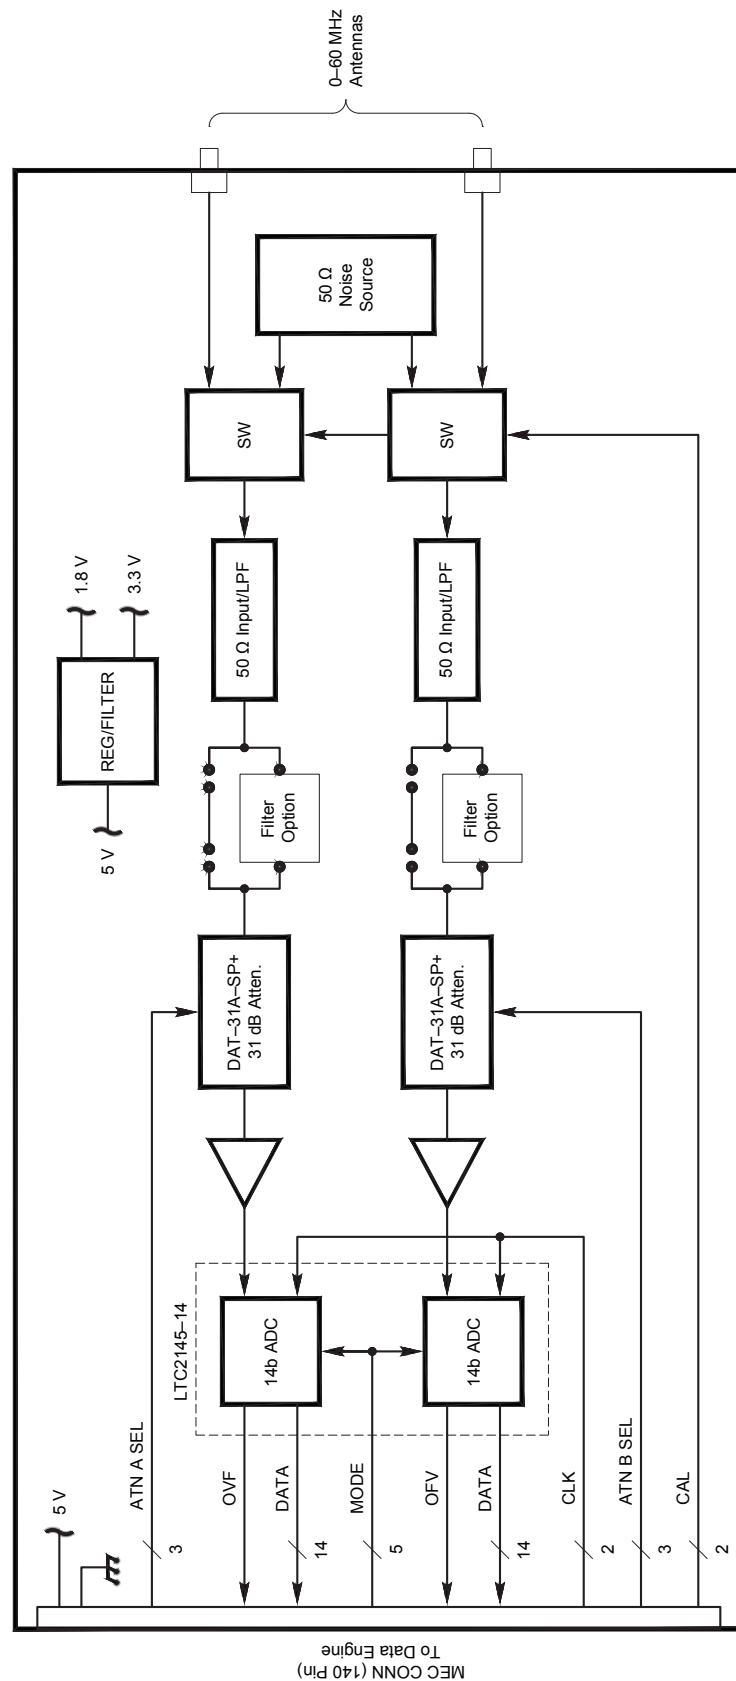 0–60 MHz
Antennas
50 Ω
Noise
Source
SW
SW
1.8 V
3.3 V
REG/FILTER
5 V
50 Ω Input/LPF
50 Ω Input/LPF
Filter
Option
Filter
Option
DAT–31A–SP+
31 dB Atten.
DAT–31A–SP+
31 dB Atten.
LTC2145–14
14b ADC
14b ADC
5 V
ATN A SEL
3
OVF
DATA
14
MODE
5
OFV
DATA
14
CLK
2
ATN B SEL
3
CAL
2
MEC CONN (140 Pin)
To Data Engine